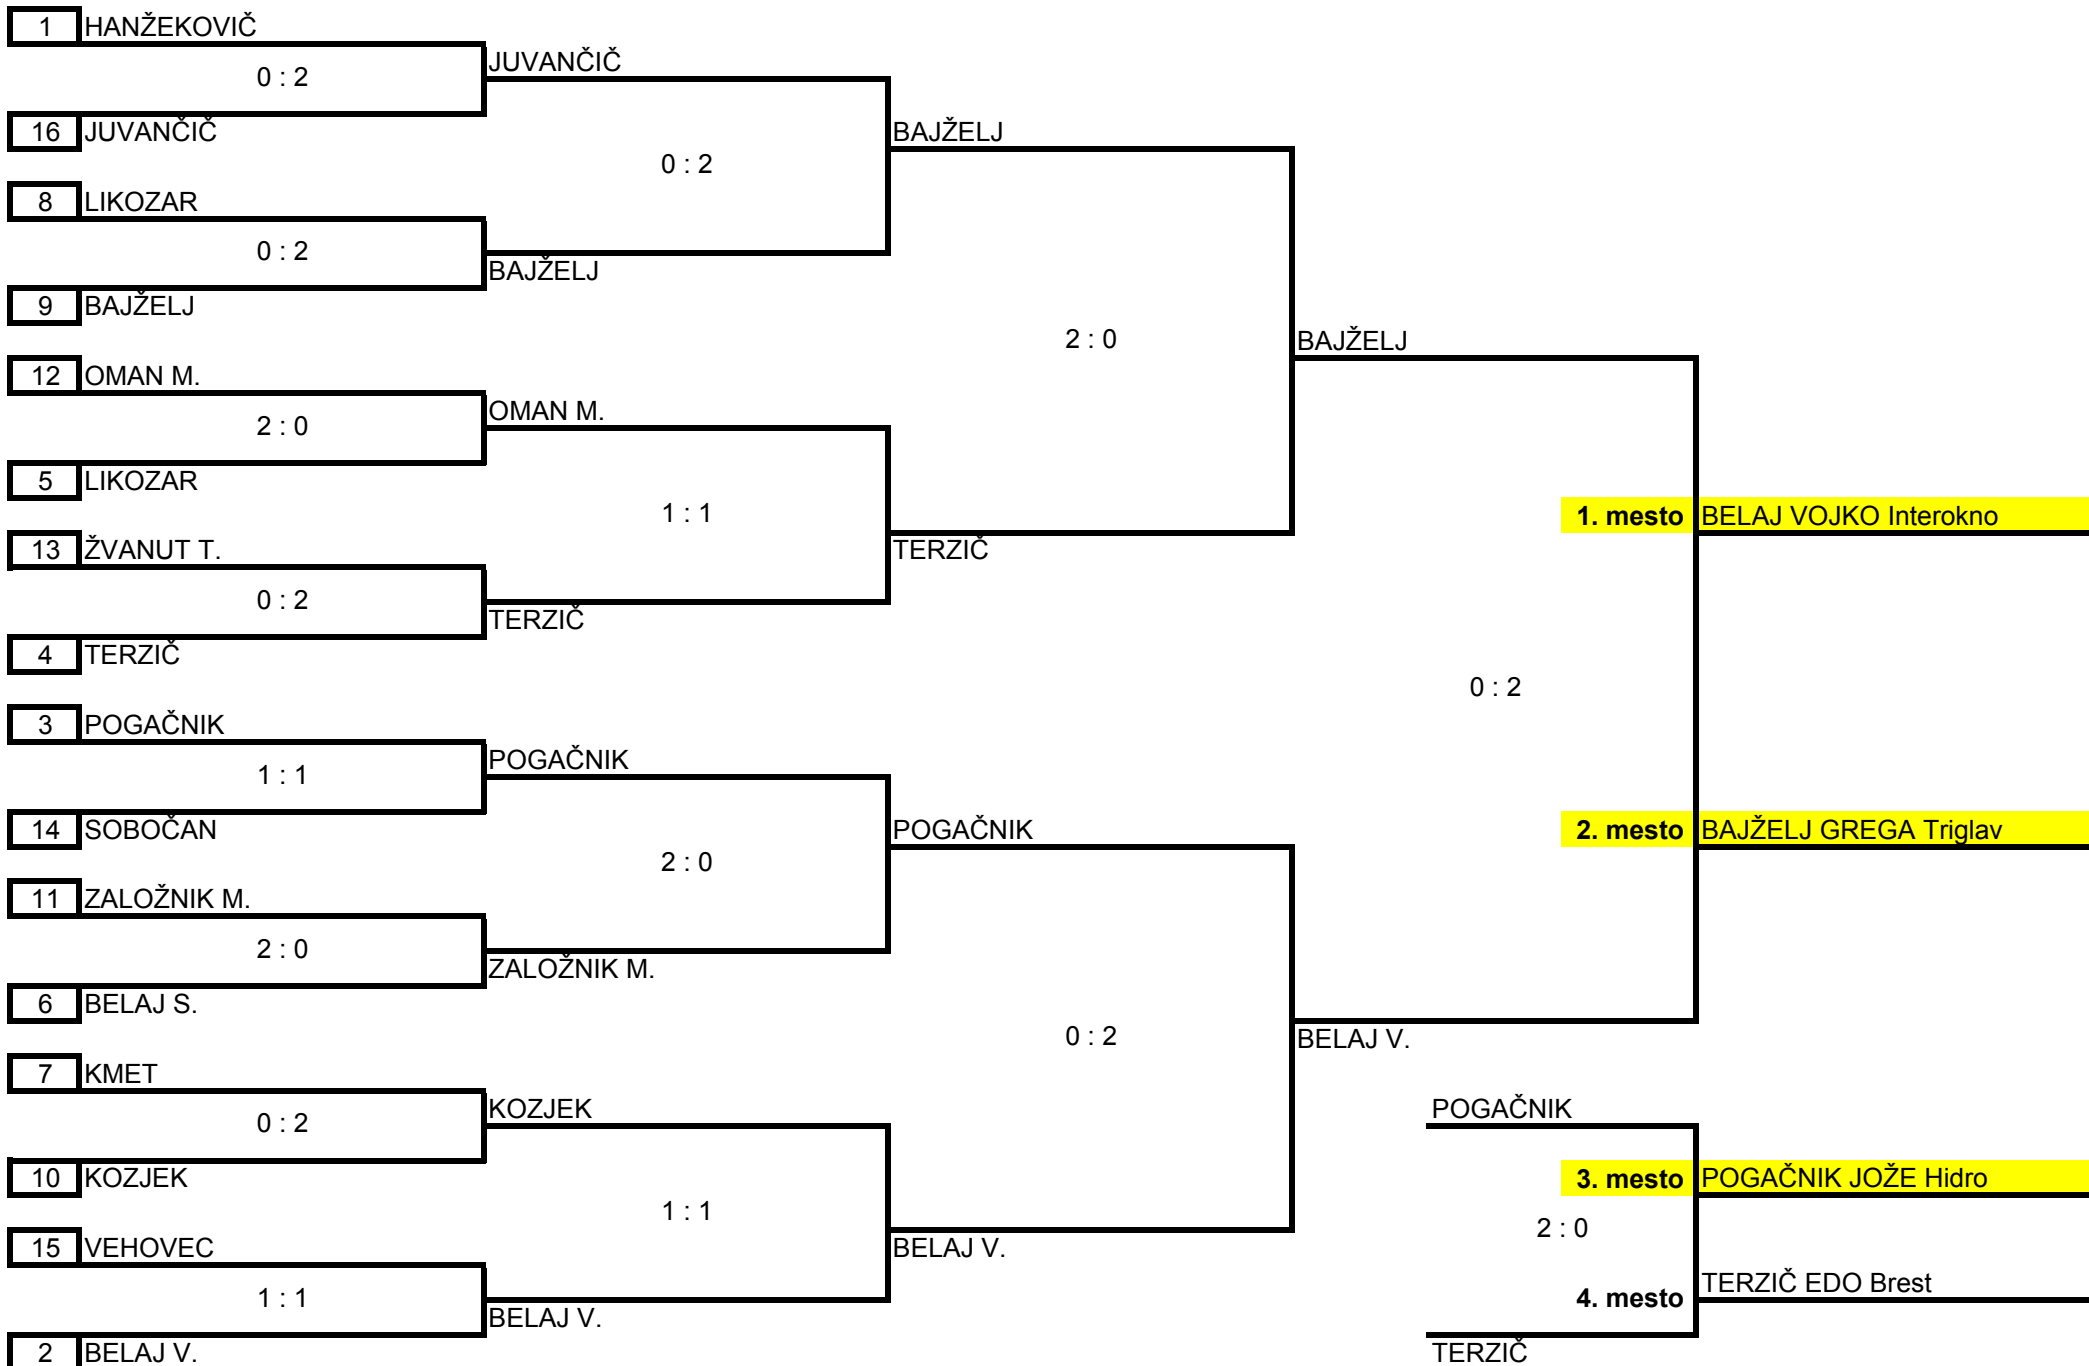 1 HANŽEKOVIČ
0 : 2
JUVANČIČ
16 JUVANČIČ
0 : 2
BAJŽELJ
8 LIKOZAR
0 : 2
BAJŽELJ
9 BAJŽELJ
2 : 0
BAJŽELJ
12 OMAN M.
2 : 0
OMAN M.
5 LIKOZAR
1 : 1
TERZIČ
13 ŽVANUT T.
0 : 2
TERZIČ
4 TERZIČ
0 : 2
1. mesto BELAJ VOJKO Interokno
2. mesto BAJŽELJ GREGA Triglav
3 POGAČNIK
1 : 1
POGAČNIK
14 SOBOČAN
2 : 0
POGAČNIK
11 ZALOŽNIK M.
2 : 0
ZALOŽNIK M.
6 BELAJ S.
0 : 2
BELAJ V.
7 KMET
0 : 2
KOZJEK
10 KOZJEK
1 : 1
BELAJ V.
15 VEHOVEC
1 : 1
BELAJ V.
2 BELAJ V.
POGAČNIK
3. mesto POGAČNIK JOŽE Hidro
2 : 0
4. mesto TERZIČ EDO Brest
TERZIČ